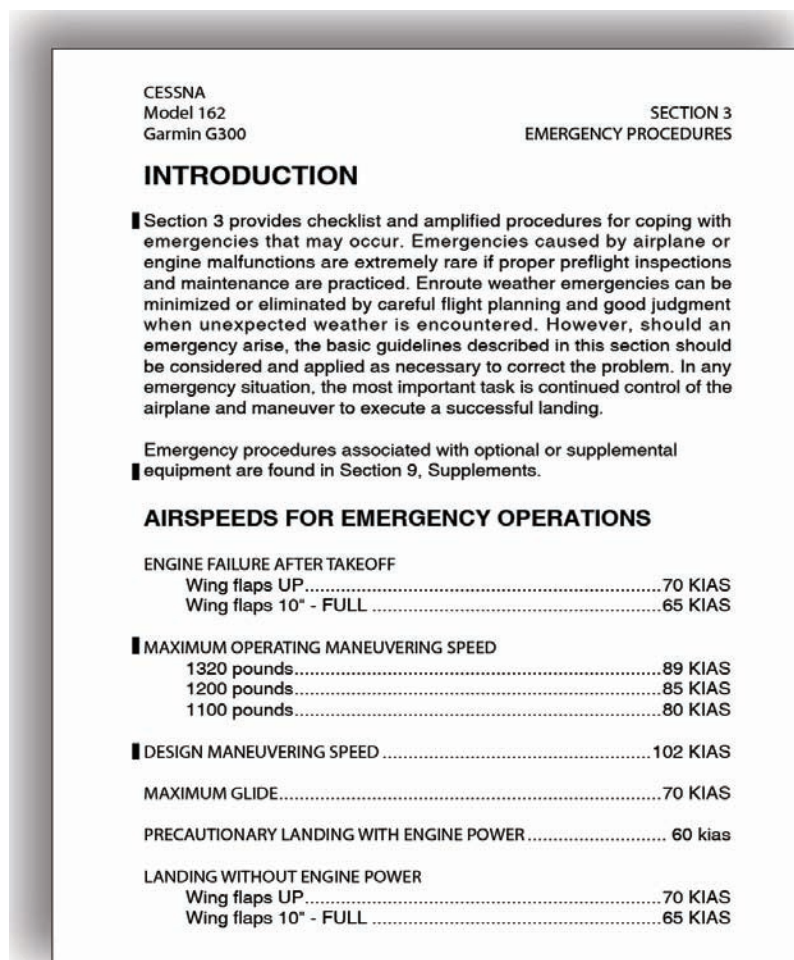 CESSNA
Model 162
Garmin G300
SECTION 3
EMERGENCY PROCEDURES
INTRODUCTION
Section 3 provides checklist and amplified procedures for coping with
emergencies that may occur. Emergencies caused by airplane or
engine malfunctions are extremely rare if proper preflight inspections
and maintenance are practiced. Enroute weather emergencies can be
minimized or eliminated by careful flight planning and good judgment
when unexpected weather is encountered. However, should an
emergency arise, the basic guidelines described in this section should
be considered and applied as necessary to correct the problem. In any
emergency situation, the most important task is continued control of the
airplane and maneuver to execute a successful landing.
Emergency procedures associated with optional or supplemental
equipment are found in Section 9, Supplements.
AIRSPEEDS FOR EMERGENCY OPERATIONS
ENGINE FAILURE AFTER TAKEOFF
Wing flaps UP....................70 KIAS
Wing flaps 10" - FULL ....................65 KIAS
MAXIMUM OPERATING MANEUVERING SPEED
1320 pounds....................89 KIAS
1200 pounds....................85 KIAS
1100 pounds....................80 KIAS
DESIGN MANEUVERING SPEED ....................102 KIAS
MAXIMUM GLIDE....................70 KIAS
PRECAUTIONARY LANDING WITH ENGINE POWER .................... 60 kias
LANDING WITHOUT ENGINE POWER
Wing flaps UP....................70 KIAS
Wing flaps 10" - FULL ....................65 KIAS